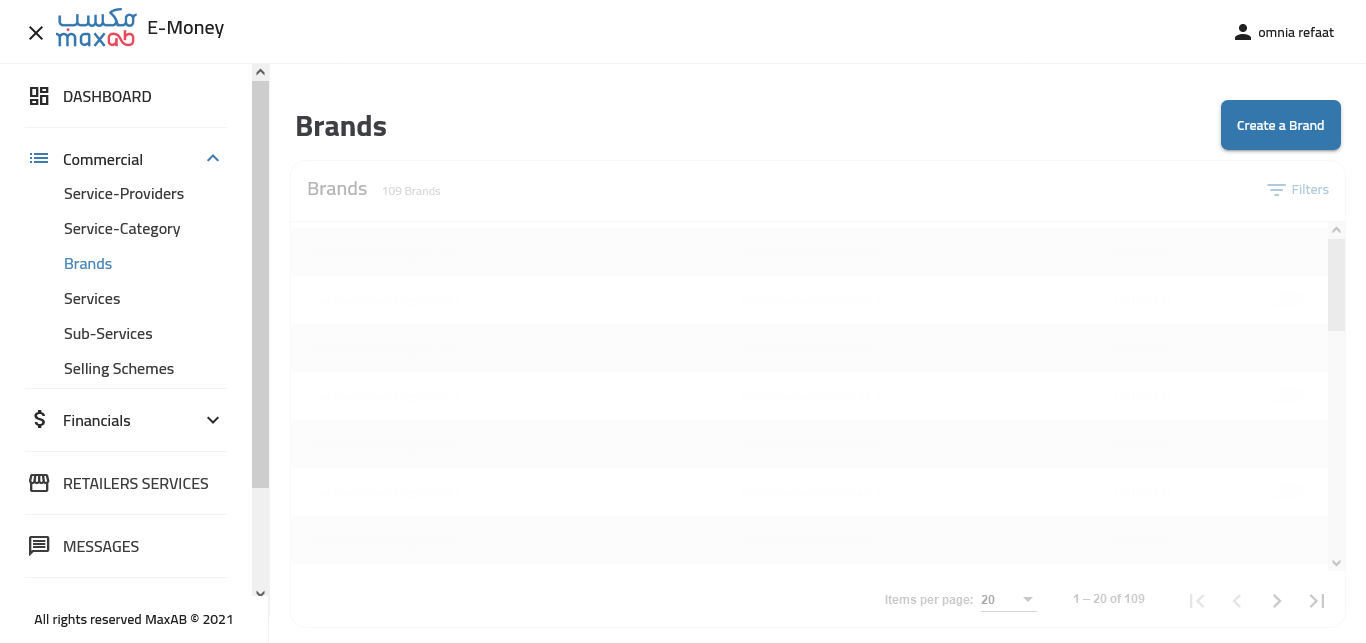 مكسب
maxab
E-Money
omnia refaat
DASHBOARD
Commercial
Service-Providers
Service-Category
Brands
Services
Sub-Services
Selling Schemes
Financials
RETAILERS SERVICES
MESSAGES
All rights reserved MaxAB © 2021
Brands
Create a Brand
Brands 109 Brands
Filters
Items per page: 20
1 – 20 of 109